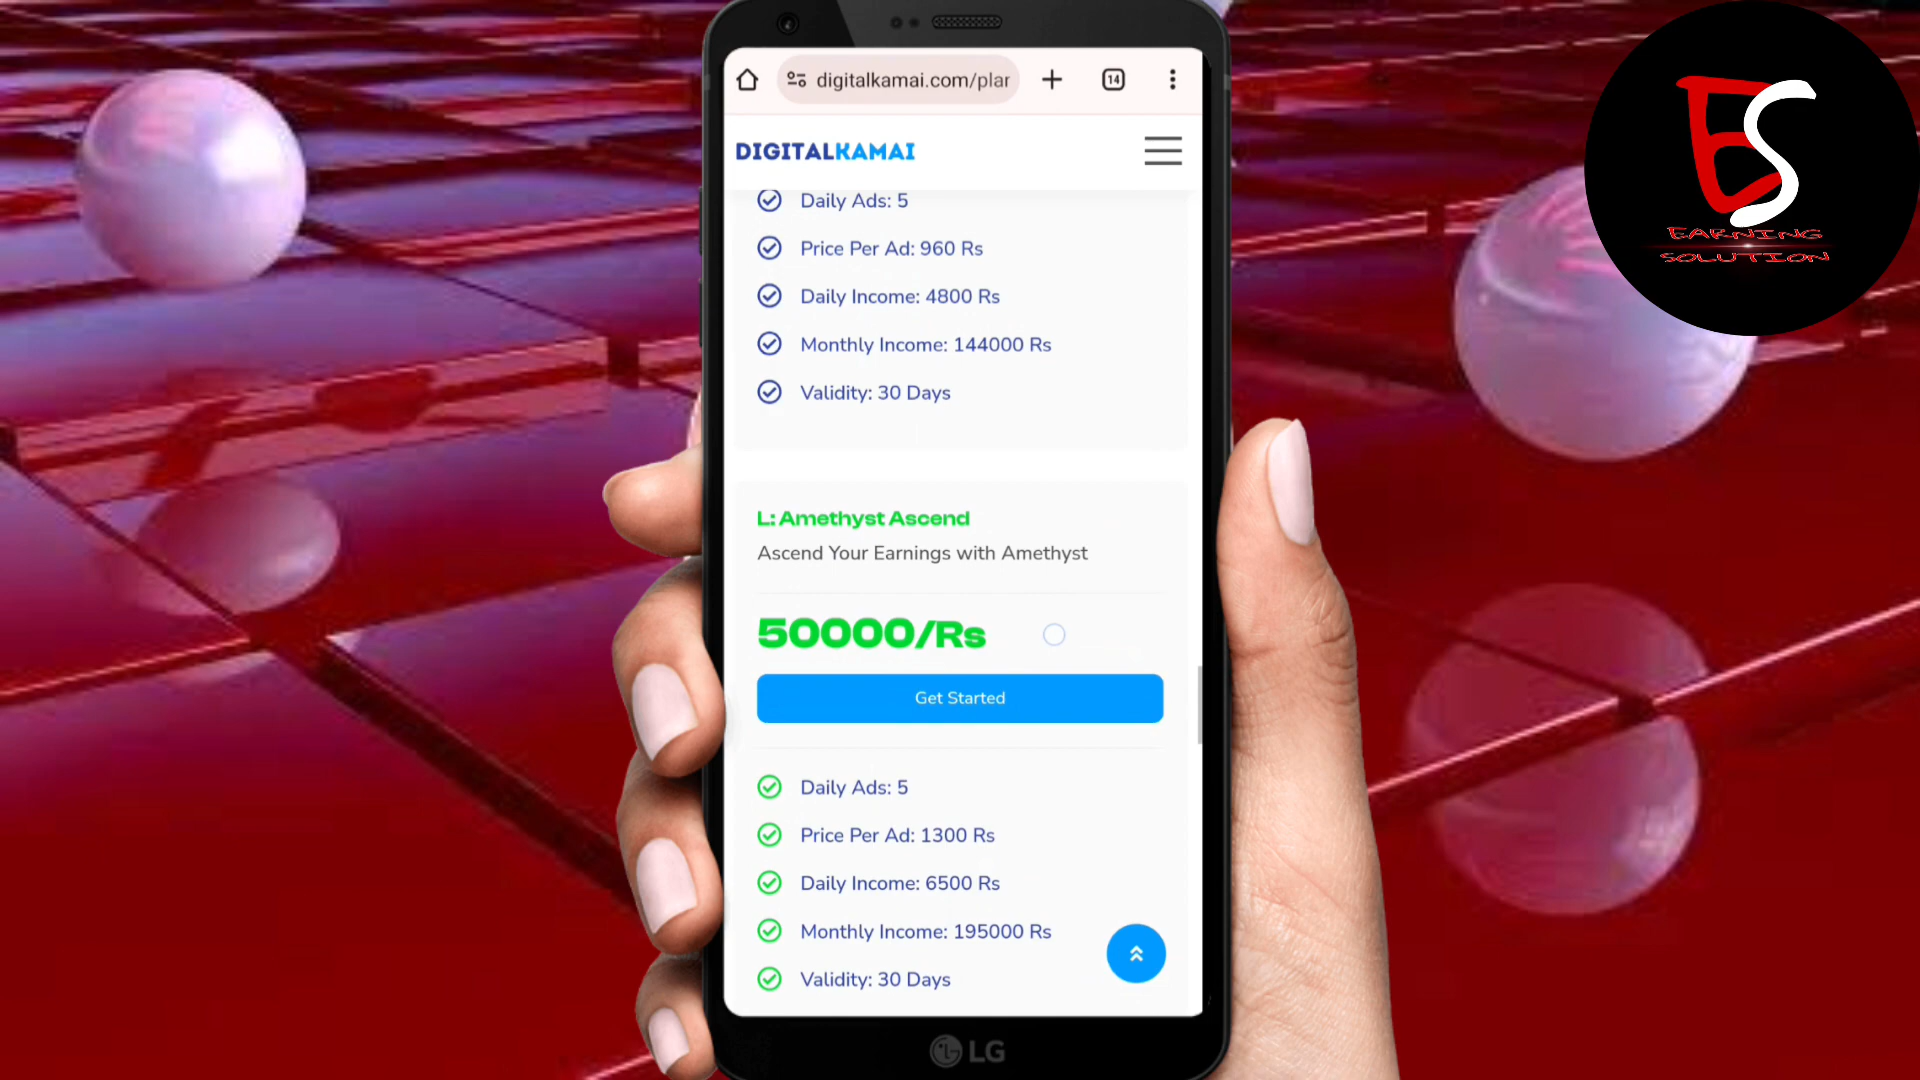 digitalkamai.com/plar
14
DIGITALKAMAI
Daily Ads: 5
Price Per Ad: 960 Rs
Daily Income: 4800 Rs
Monthly Income: 144000 Rs
Validity: 30 Days
L: Amethyst Ascend
Ascend Your Earnings with Amethyst
50000/Rs
Get Started
Daily Ads: 5
Price Per Ad: 1300 Rs
Daily Income: 6500 Rs
Monthly Income: 195000 Rs
Validity: 30 Days
LG
ES
EARNING
SOLUTION